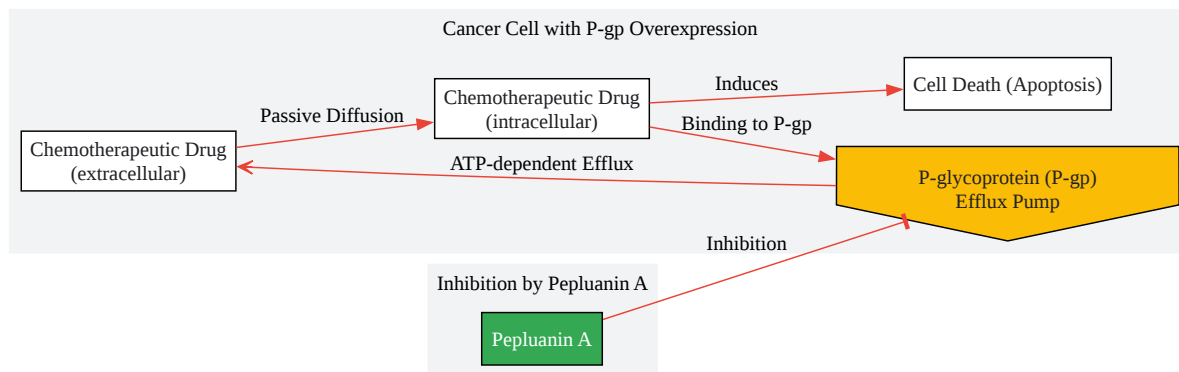 Cancer Cell with P-gp Overexpression
Induces
Cell Death (Apoptosis)
Chemotherapeutic Drug
(intracellular)
Passive Diffusion
Binding to P-gp
Chemotherapeutic Drug
(extracellular)
ATP-dependent Efflux
P-glycoprotein (P-gp)
Efflux Pump
Inhibition
Inhibition by Pepluanin A
Pepluanin A